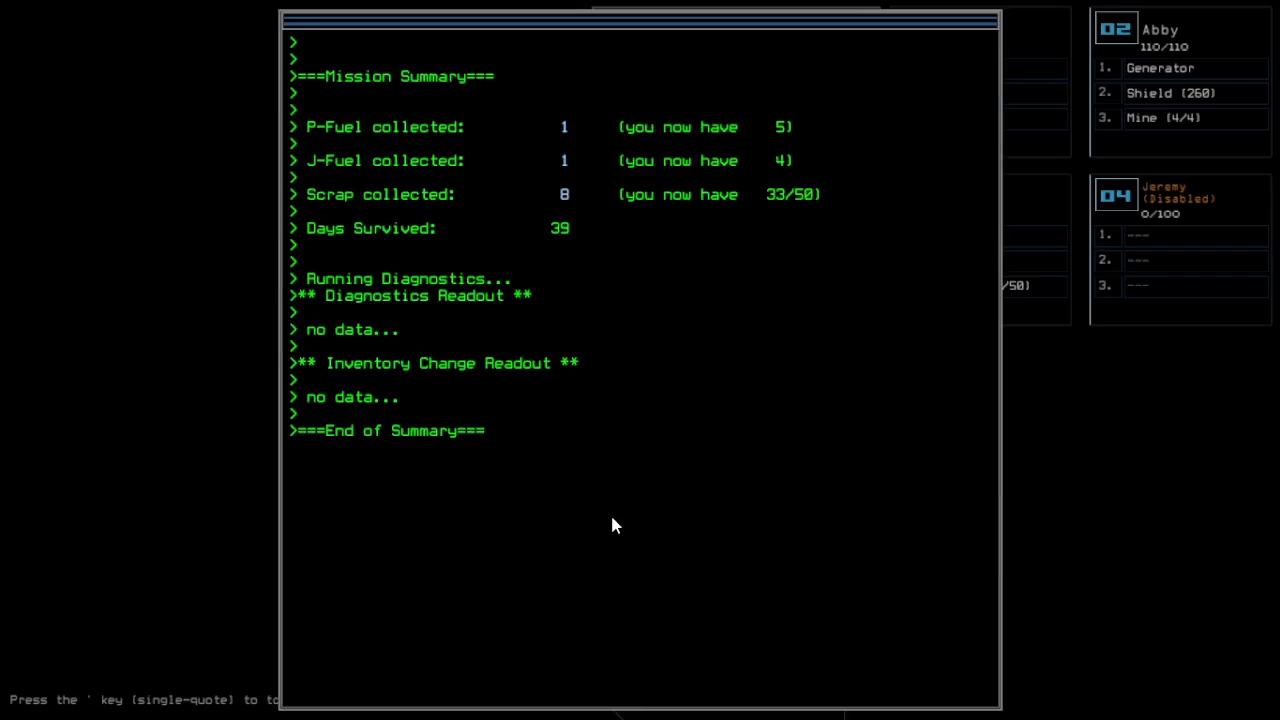 >
>
>===Mission Summary===
>
>
> P-Fuel collected: 1 (you now have 5)
>
> J-Fuel collected: 1 (you now have 4)
>
> Scrap collected: 8 (you now have 33/50)
>
> Days Survived: 39
>
>
> Running Diagnostics...
>** Diagnostics Readout **
>
> no data...
>
>** Inventory Change Readout **
>
> no data...
>
>===End of Summary===
02 Abby
110/110
1. Generator
2. Shield (260)
3. Mine (4/4)
04 Jeremy
(Disabled)
0/100
1. ---
2. ---
3. ---
/50)
Press the ' key (single-quote) to to